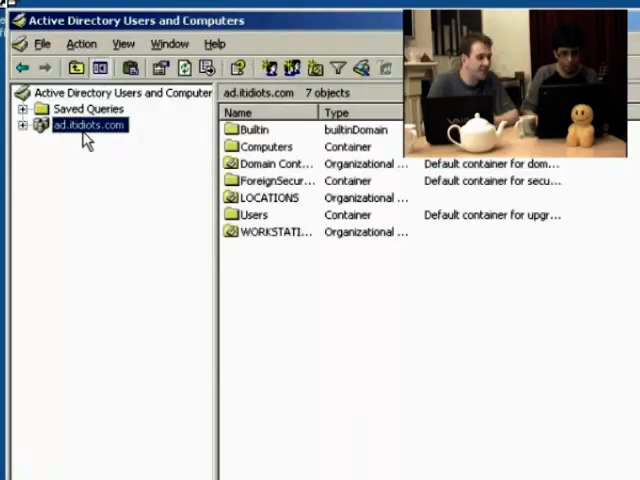 Active Directory Users and Computers
File Action View Window Help
Active Directory Users and Computer
Saved Queries
ad.itidiots.com
ad.itidiots.com 7 objects
Name Type
Builtin builtinDomain
Computers Container
Domain Cont... Organizational ... Default container for dom...
ForeignSecur... Container Default container for secu...
LOCATIONS Organizational ...
Users Container Default container for upgr...
WORKSTATI... Organizational ...